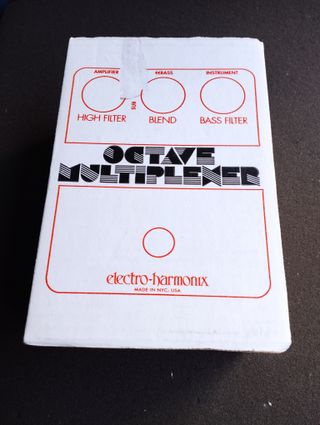 AMPLIFIER BASS INSTRUMENT
SUB
HIGH FILTER BLEND BASS FILTER
OCTAVE
MULTIPLEXER
electro-harmonix
MADE IN NYC, USA